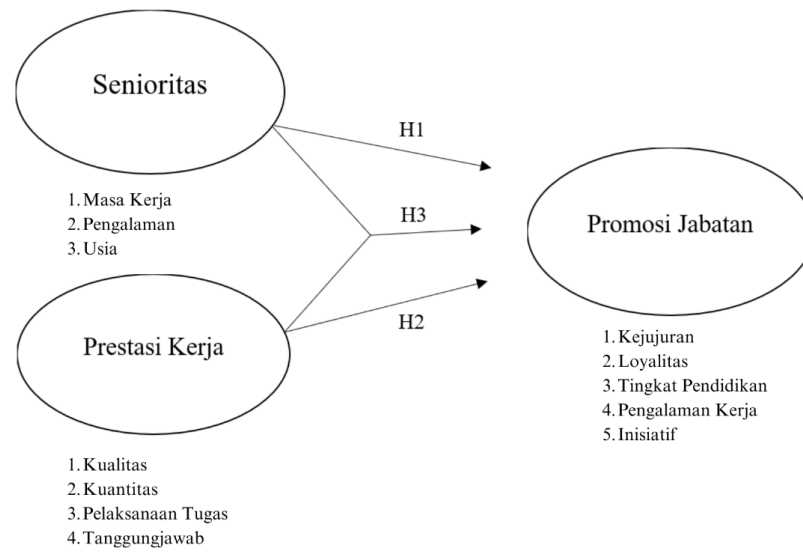 Senioritas
H1
1. Masa Kerja
2. Pengalaman
3. Usia
H3
Promosi Jabatan
Prestasi Kerja
H2
1. Kejujuran
2. Loyalitas
3. Tingkat Pendidikan
4. Pengalaman Kerja
5. Inisiatif
1. Kualitas
2. Kuantitas
3. Pelaksanaan Tugas
4. Tanggungjawab